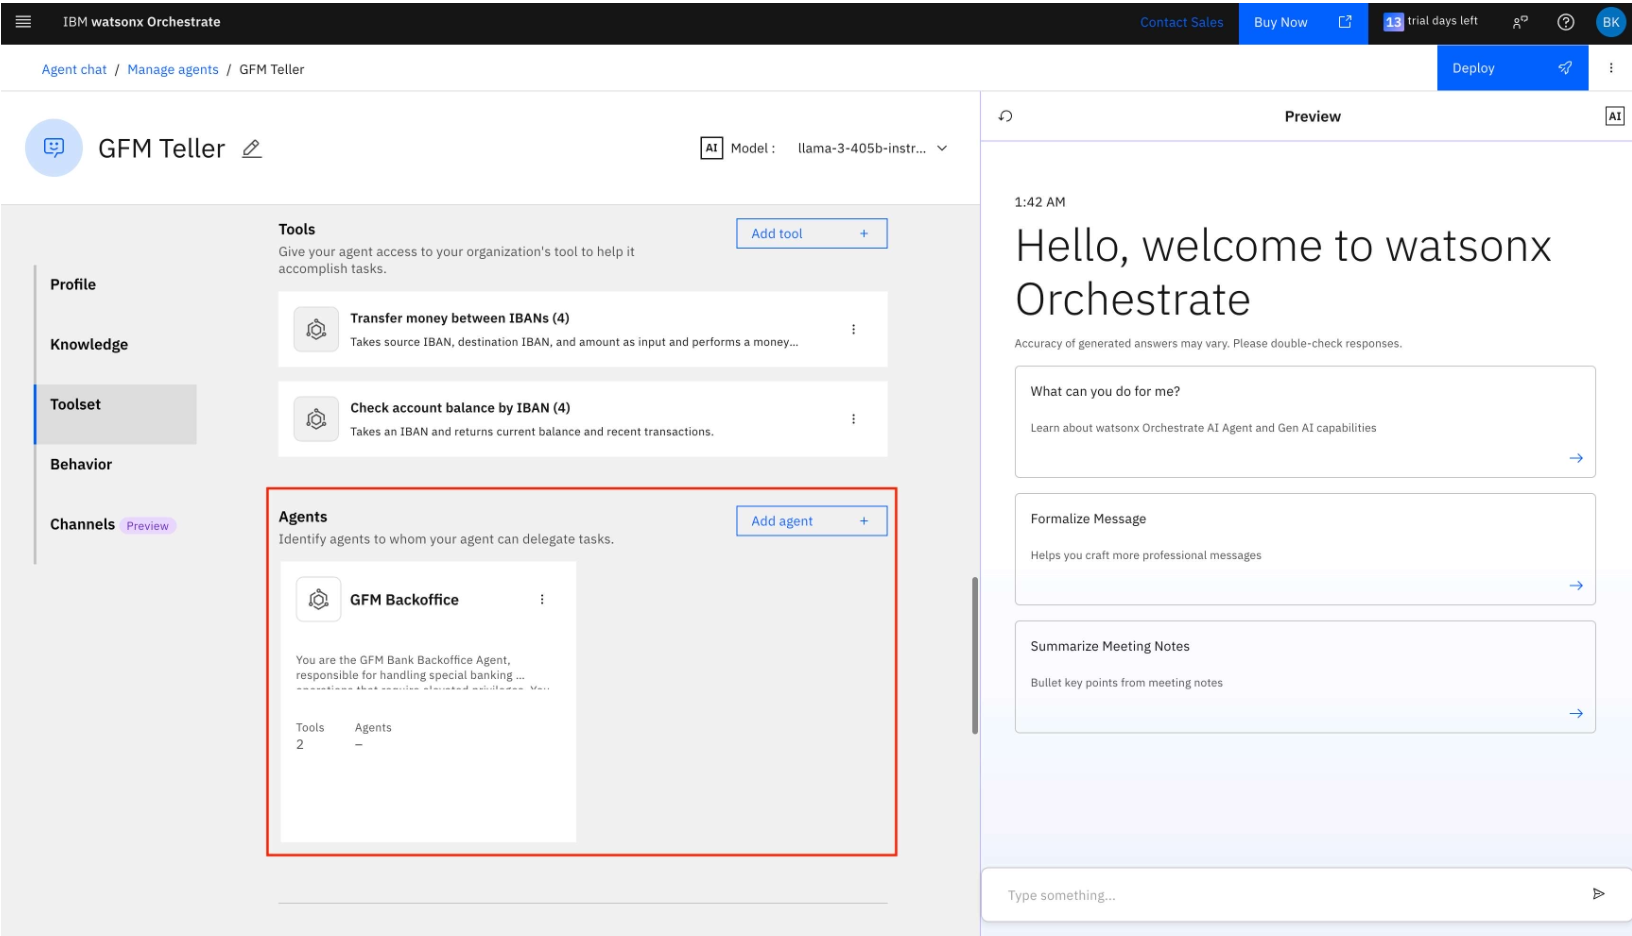 IBM watsonx Orchestrate
Contact Sales
Buy Now
13 trial days left
BK
Agent chat / Manage agents / GFM Teller
Deploy
GFM Teller
AI Model : llama-3-405b-instr...
Profile
Knowledge
Toolset
Behavior
Channels Preview
Tools
Give your agent access to your organization's tool to help it
accomplish tasks.
Add tool +
Transfer money between IBANs (4)
Takes source IBAN, destination IBAN, and amount as input and performs a money...
Check account balance by IBAN (4)
Takes an IBAN and returns current balance and recent transactions.
Agents
Identify agents to whom your agent can delegate tasks.
Add agent +
GFM Backoffice
You are the GFM Bank Backoffice Agent,
responsible for handling special banking ...
operations that require elevated privileges. You
Tools Agents
2 –
Preview
AI
1:42 AM
Hello, welcome to watsonx
Orchestrate
Accuracy of generated answers may vary. Please double-check responses.
What can you do for me?
Learn about watsonx Orchestrate AI Agent and Gen AI capabilities
Formalize Message
Helps you craft more professional messages
Summarize Meeting Notes
Bullet key points from meeting notes
Type something...